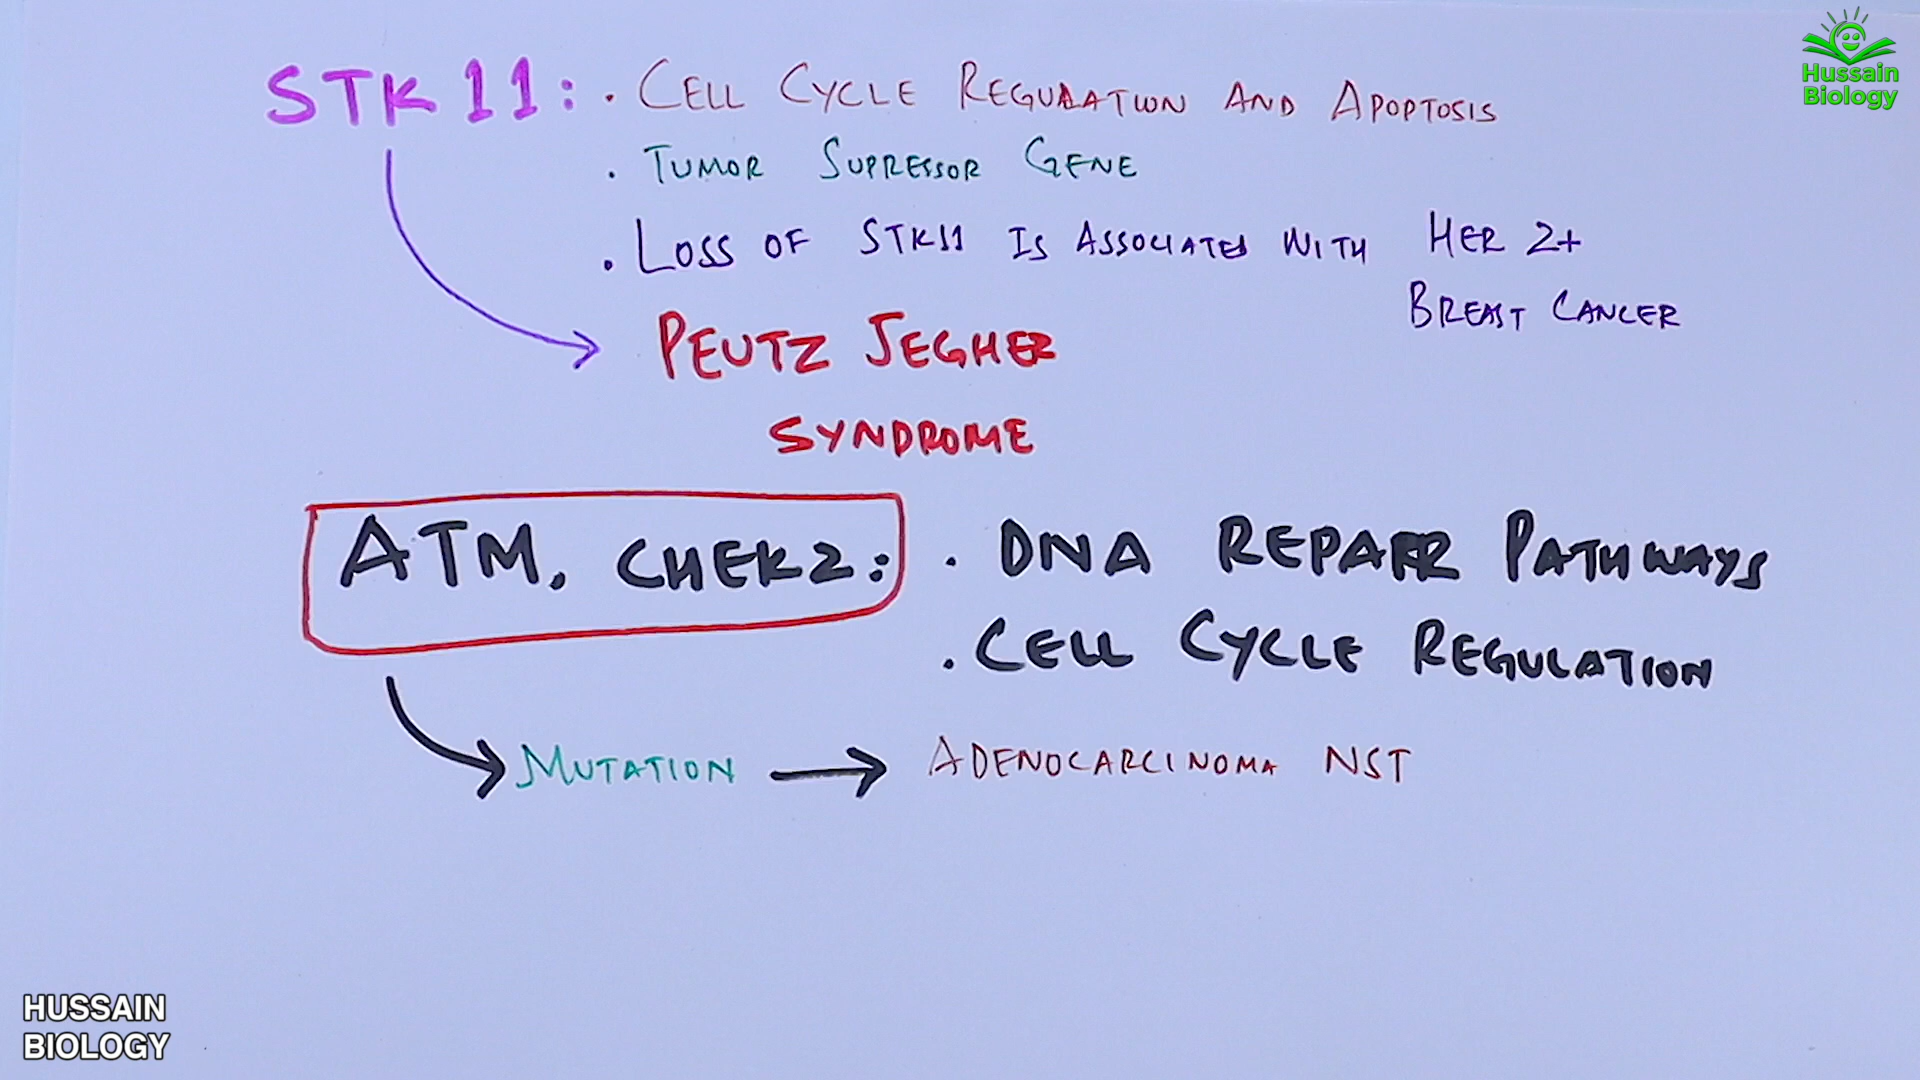 STK 11: . CELL CYCLE REGULATION AND APOPTOSIS
. TUMOR SUPRESSOR GENE
. LOSS OF STK11 IS ASSOCIATED WITH HER 2+
BREAST CANCER
PEUTZ JEGHER
SYNDROME
ATM, CHEK2: . DNA REPAIR PATHWAYS
. CELL CYCLE REGULATION
MUTATION → ADENOCARCINOMA NST
Hussain
Biology
HUSSAIN
BIOLOGY